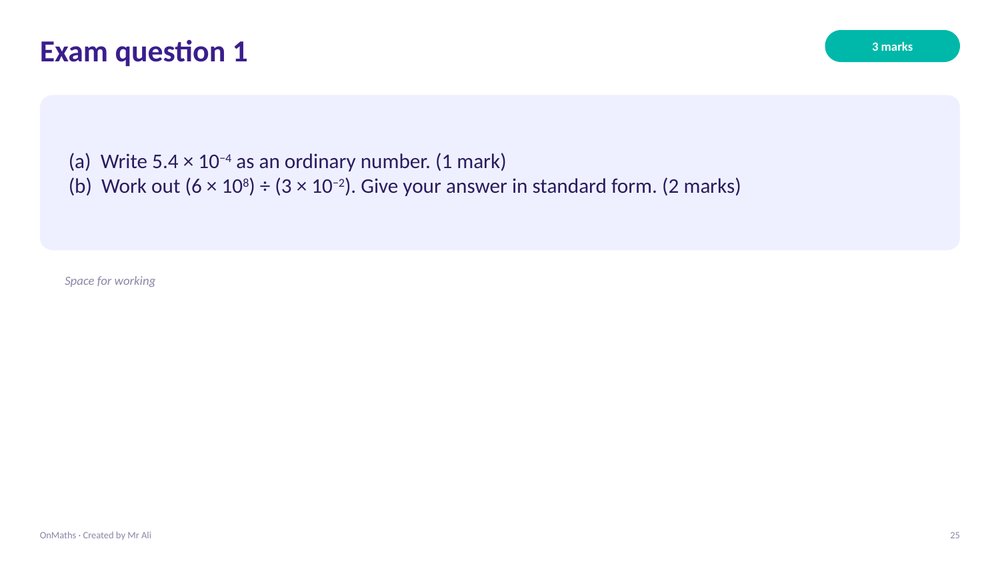 Exam question 1
3 marks
(a) Write 5.4 × 10⁻⁴ as an ordinary number. (1 mark)
(b) Work out (6 × 10⁸) ÷ (3 × 10⁻²). Give your answer in standard form. (2 marks)
Space for working
OnMaths · Created by Mr Ali
25